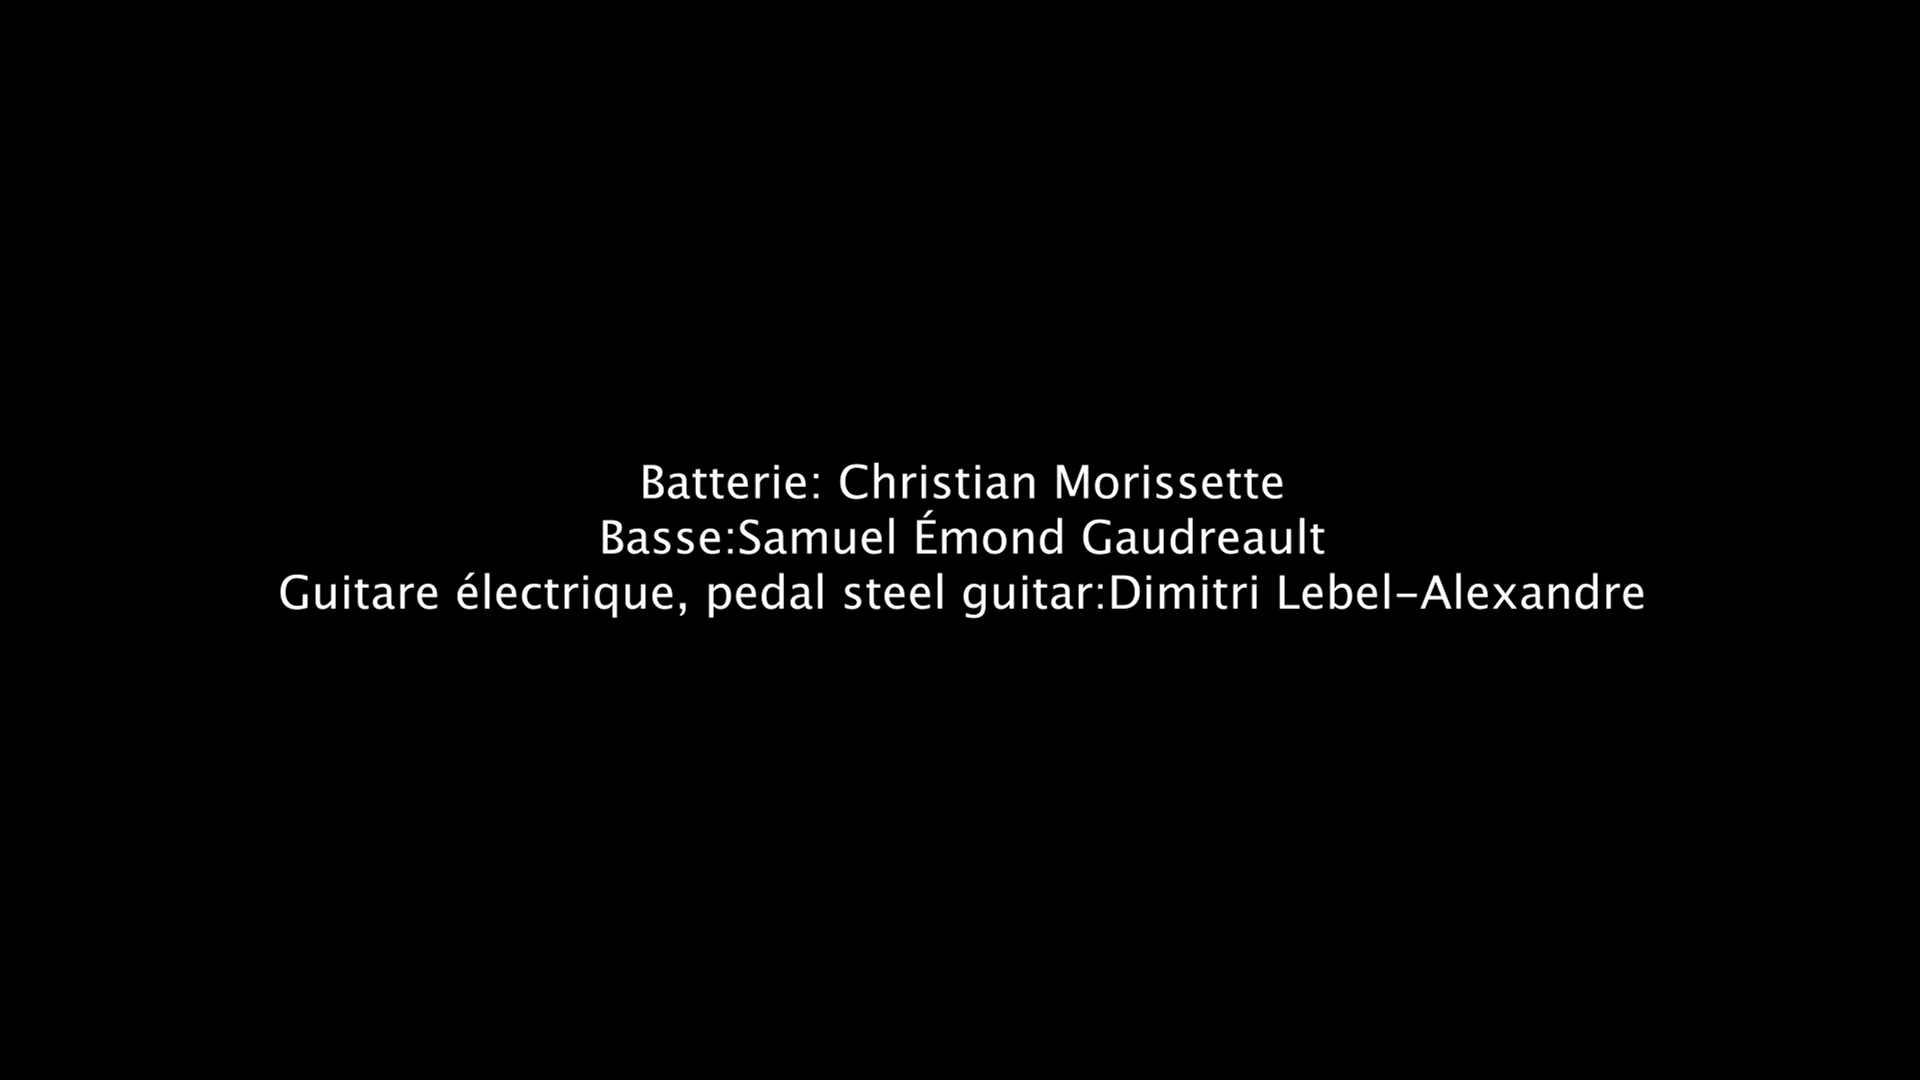 Batterie: Christian Morissette
Basse:Samuel Émond Gaudreault
Guitare électrique, pedal steel guitar:Dimitri Lebel-Alexandre